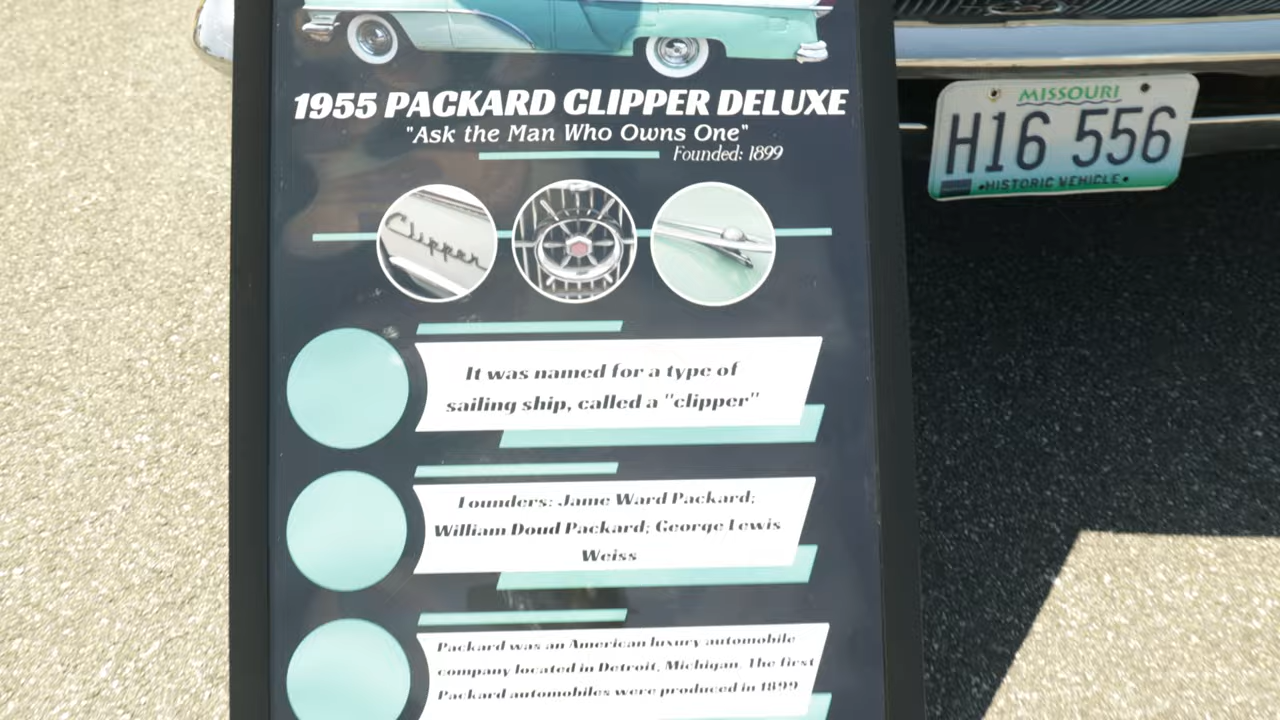 1955 PACKARD CLIPPER DELUXE
"Ask the Man Who Owns One"
Founded: 1899
Clipper
It was named for a type of
sailing ship, called a "clipper"
Founders: Jame Ward Packard;
William Doud Packard; George Lewis
Weiss
Packard was an American luxury automobile
company located in Detroit, Michigan. The first
Packard automobiles were produced in 1899
MISSOURI
H16 556
HISTORIC VEHICLE